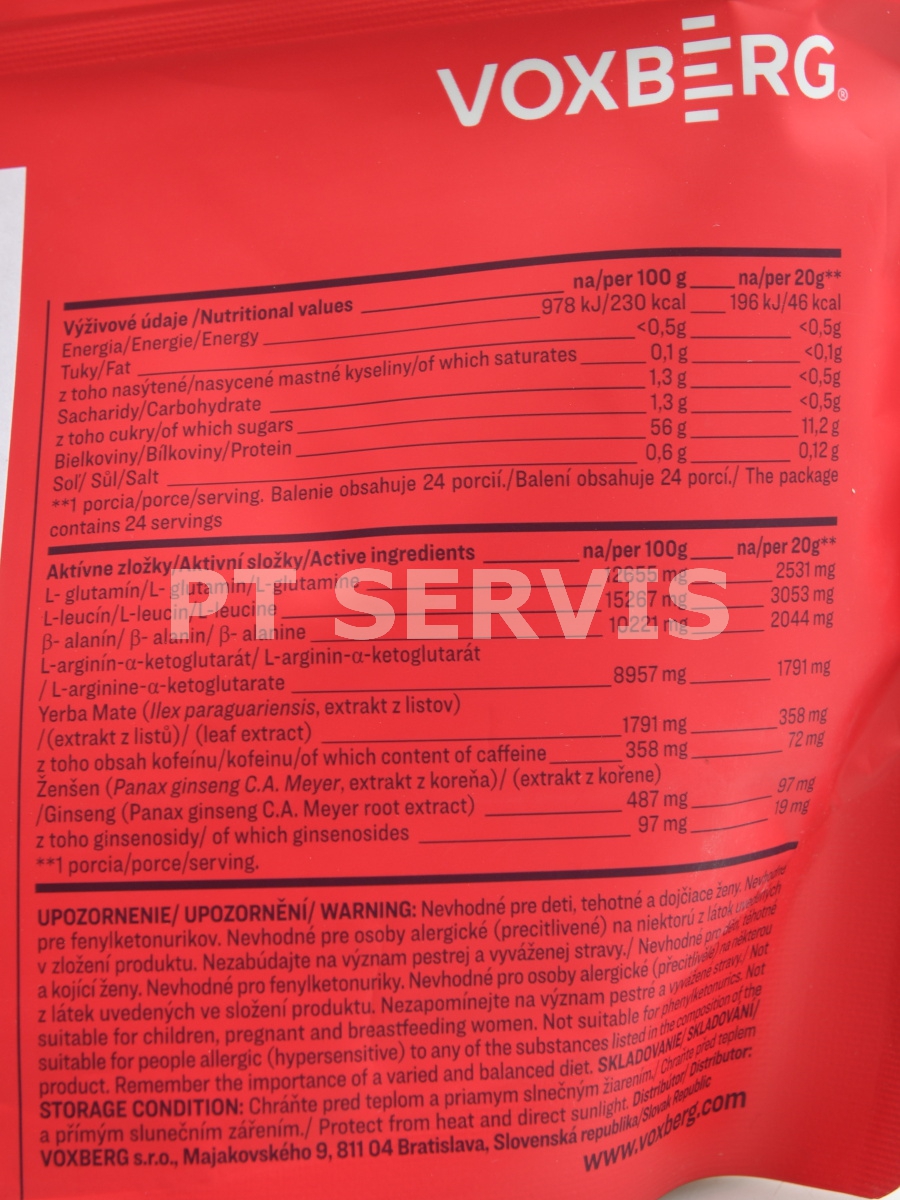 VOXBERG®
na/per 100 g na/per 20g**
Výživové údaje /Nutritional values 978 kJ/230 kcal 196 kJ/46 kcal
Energia/Energie/Energy <0,5g <0,5g
Tuky/Fat 0,1 g <0,1g
z toho nasýtené/nasycené mastné kyseliny/of which saturates 1,3 g <0,5g
Sacharidy/Carbohydrate 1,3 g <0,5g
z toho cukry/of which sugars 56 g 11,2 g
Bielkoviny/Bílkoviny/Protein 0,6 g 0,12 g
Soľ/ Sůl/Salt
**1 porcia/porce/serving. Balenie obsahuje 24 porcií./Balení obsahuje 24 porcí./ The package
contains 24 servings
Aktívne zložky/Aktivní složky/Active ingredients na/per 100g na/per 20g**
L- glutamín/L- glutamin/L-glutamine 12655 mg 2531 mg
L-leucín/L-leucin/L-leucine 15267 mg 3053 mg
β- alanín/ β- alanin/ β- alanine 10221 mg 2044 mg
L-arginín-α-ketoglutarát/ L-arginin-α-ketoglutarát
/ L-arginine-α-ketoglutarate 8957 mg 1791 mg
Yerba Mate (Ilex paraguariensis, extrakt z listov)
/(extrakt z listů)/ (leaf extract) 1791 mg 358 mg
z toho obsah kofeínu/kofeinu/of which content of caffeine 358 mg 72 mg
Ženšen (Panax ginseng C.A. Meyer, extrakt z koreňa)/ (extrakt z kořene)
/Ginseng (Panax ginseng C.A. Meyer root extract) 487 mg 97 mg
z toho ginsenosidy/ of which ginsenosides 97 mg 19 mg
**1 porcia/porce/serving.
PT SERVIS
UPOZORNENIE/ UPOZORNĚNÍ/ WARNING: Nevhodné pre deti, tehotné a dojčiace ženy. Nevhodné
pre fenylketonurikov. Nevhodné pre osoby alergické (precitlivené) na niektorú z látok uvedených
v zložení produktu. Nezabúdajte na význam pestrej a vyváženej stravy./ Nevhodné pro děti, těhotné
a kojící ženy. Nevhodné pro fenylketonuriky. Nevhodné pro osoby alergické (přecitlivělé) na některou
z látek uvedených ve složení produktu. Nezapomínejte na význam pestré a vyvážené stravy./ Not
suitable for children, pregnant and breastfeeding women. Not suitable for phenylketonurics. Not
suitable for people allergic (hypersensitive) to any of the substances listed in the composition of the
product. Remember the importance of a varied and balanced diet. SKLADOVANIE/ SKLADOVÁNÍ/
STORAGE CONDITION: Chráňte pred teplom a priamym slnečným žiarením./ Chraňte před teplem
a přímým slunečním zářením./ Protect from heat and direct sunlight. Distribútor/ Distributor:
VOXBERG s.r.o., Majakovského 9, 811 04 Bratislava, Slovenská republika/Slovak Republic
www.voxberg.com